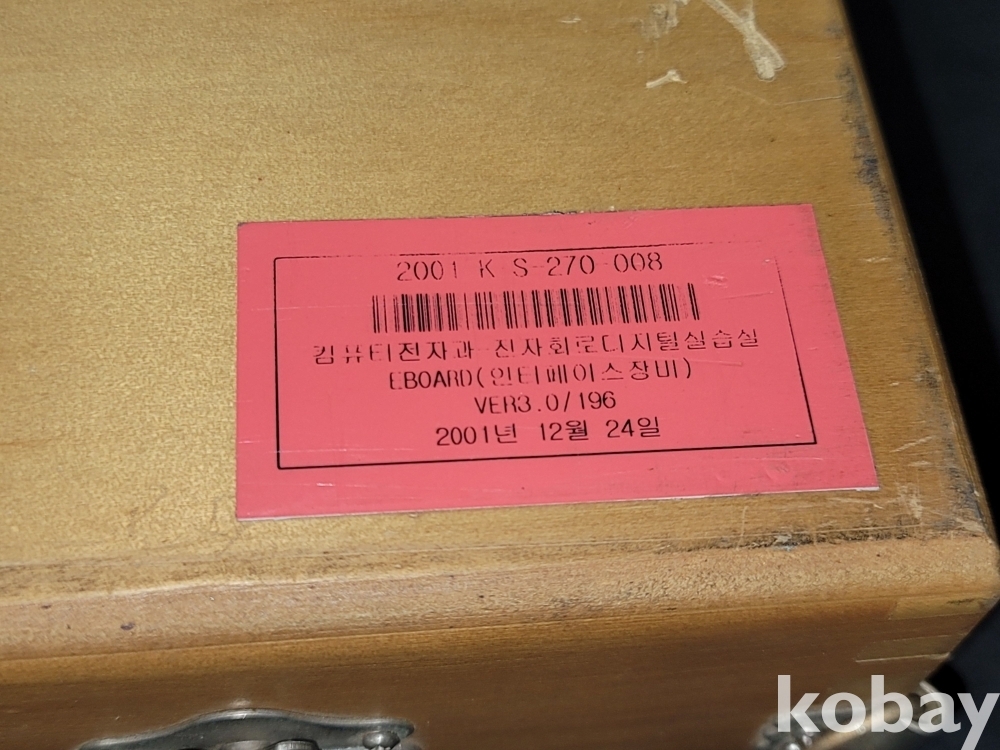 2001 K S-270-008
컴퓨터전자과 전자회로디지털실습실
EBOARD(인터페이스장비)
VER3.0/196
2001년 12월 24일
kobay